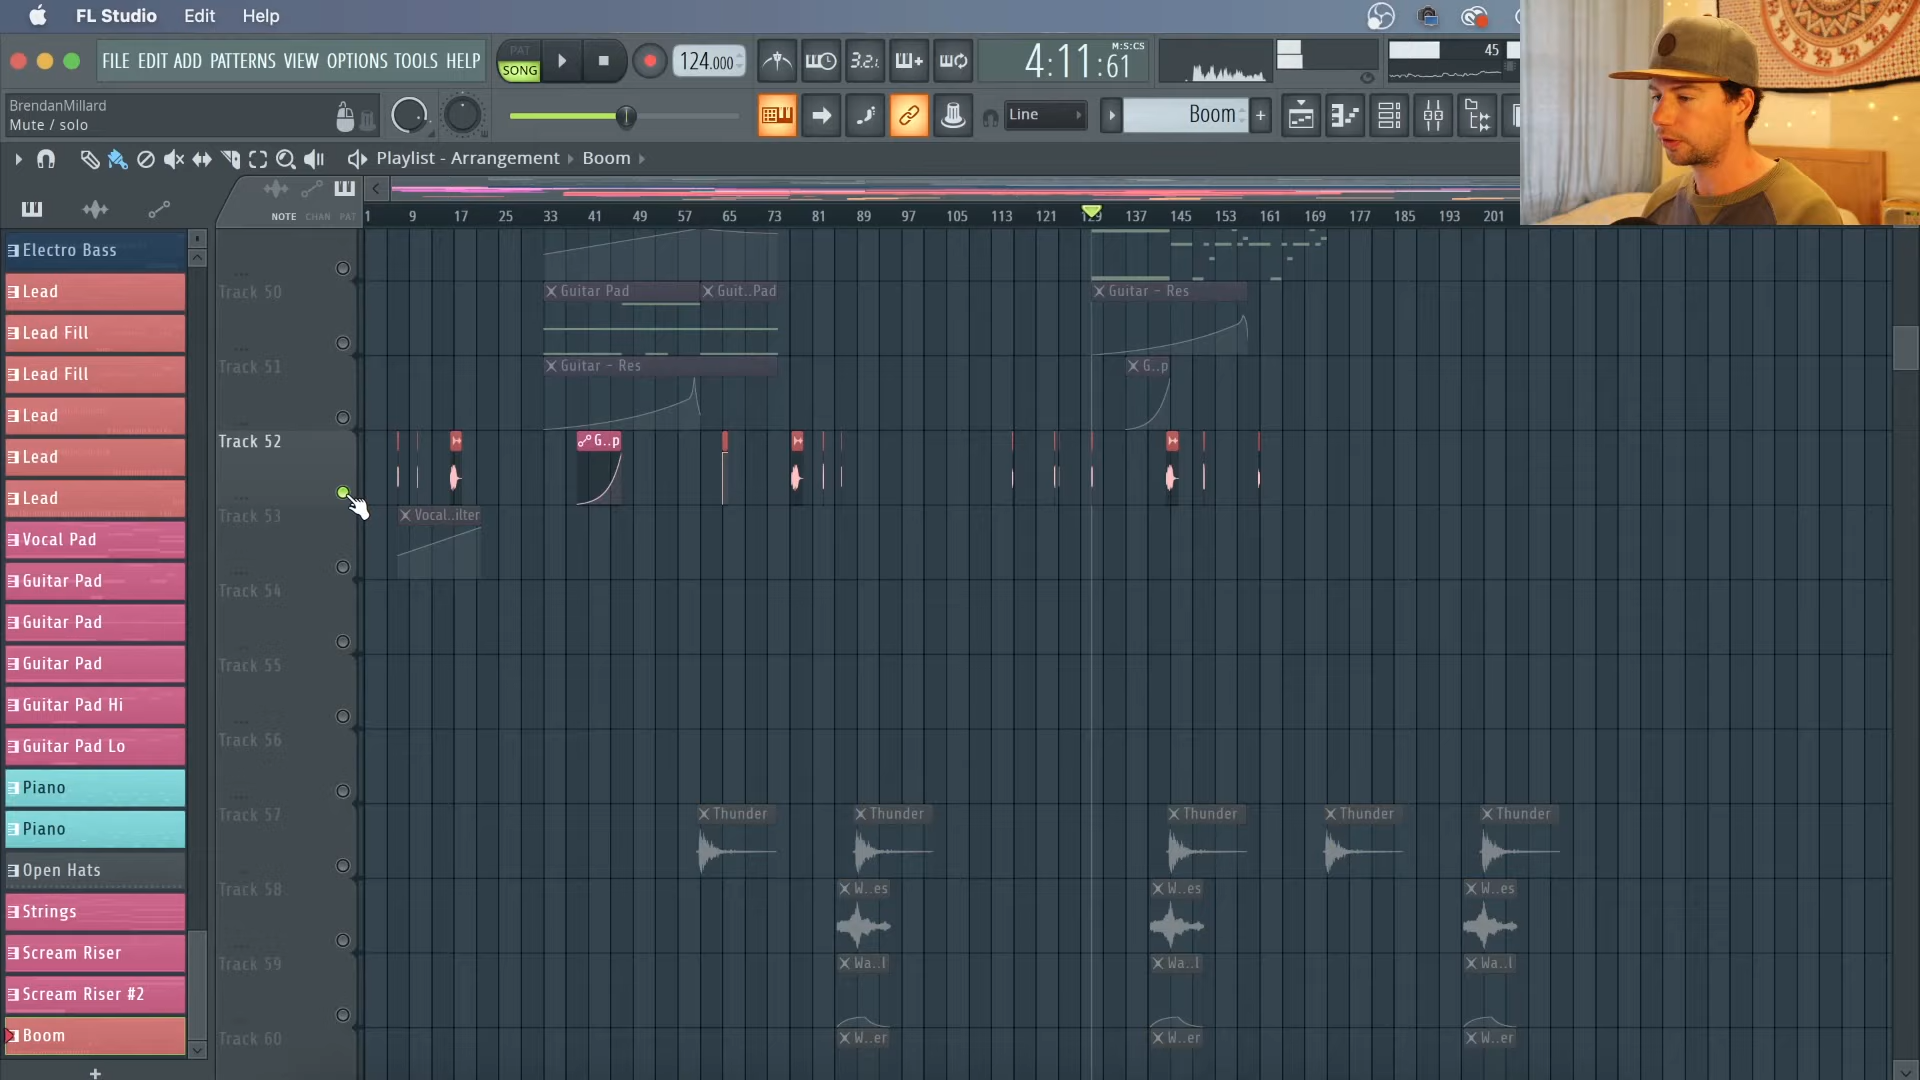 FL Studio Edit Help
FILE EDIT ADD PATTERNS VIEW OPTIONS TOOLS HELP
PAT
SONG
124.000
3.2.
4:11:61
M:S:CS
45
BrendanMillard
Mute / solo
Line
Boom
+
Playlist - Arrangement Boom
NOTE CHAN PAT
1 9 17 25 33 41 49 57 65 73 81 89 97 105 113 121 129 137 145 153 161 169 177 185 193 201
Electro Bass
Lead
Lead Fill
Lead Fill
Lead
Lead
Lead
Vocal Pad
Guitar Pad
Guitar Pad
Guitar Pad
Guitar Pad Hi
Guitar Pad Lo
Piano
Piano
Open Hats
Strings
Scream Riser
Scream Riser #2
Boom
+
Track 50
Guitar Pad
Guit..Pad
Guitar - Res
Track 51
Guitar - Res
G..p
Track 52
G..p
Track 53
Vocal..ilter
Track 54
Track 55
Track 56
Track 57
Thunder
Thunder
Thunder
Thunder
Thunder
Track 58
W..es
W..es
W..es
Track 59
Wa..l
Wa..l
Wa..l
Track 60
W..er
W..er
W..er